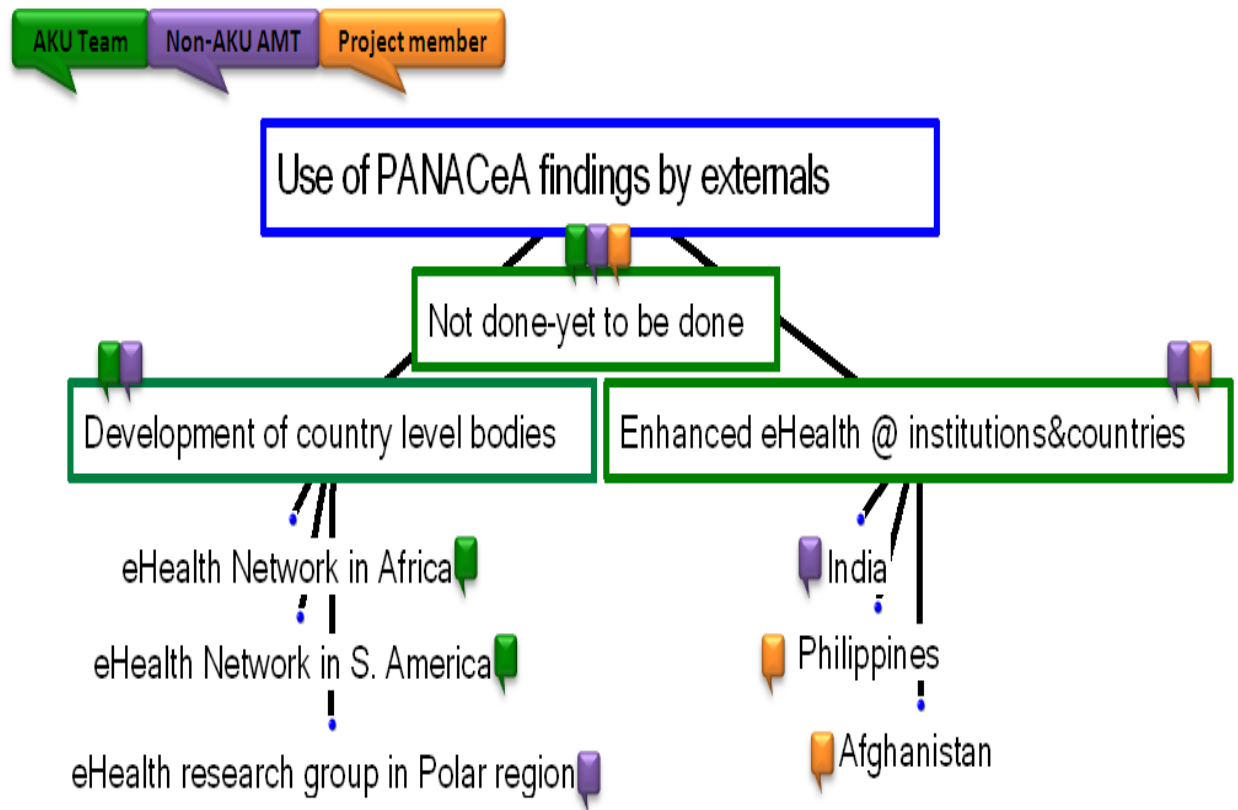 AKU Team
Non-AKU AMT
Project member
Use of PANACeA findings by externals
Not done-yet to be done
Development of country level bodies
Enhanced eHealth @ institutions&countries
eHealth Network in Africa
eHealth Network in S. America
eHealth research group in Polar region
India
Philippines
Afghanistan